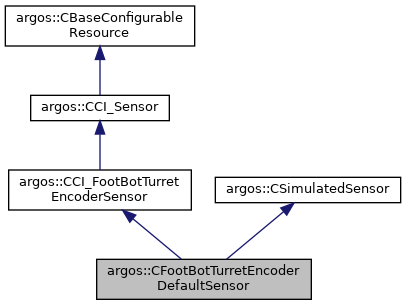 argos::CBaseConfigurable
Resource
argos::CCI_Sensor
argos::CCI_FootBotTurret
EncoderSensor
argos::CSimulatedSensor
argos::CFootBotTurretEncoder
DefaultSensor